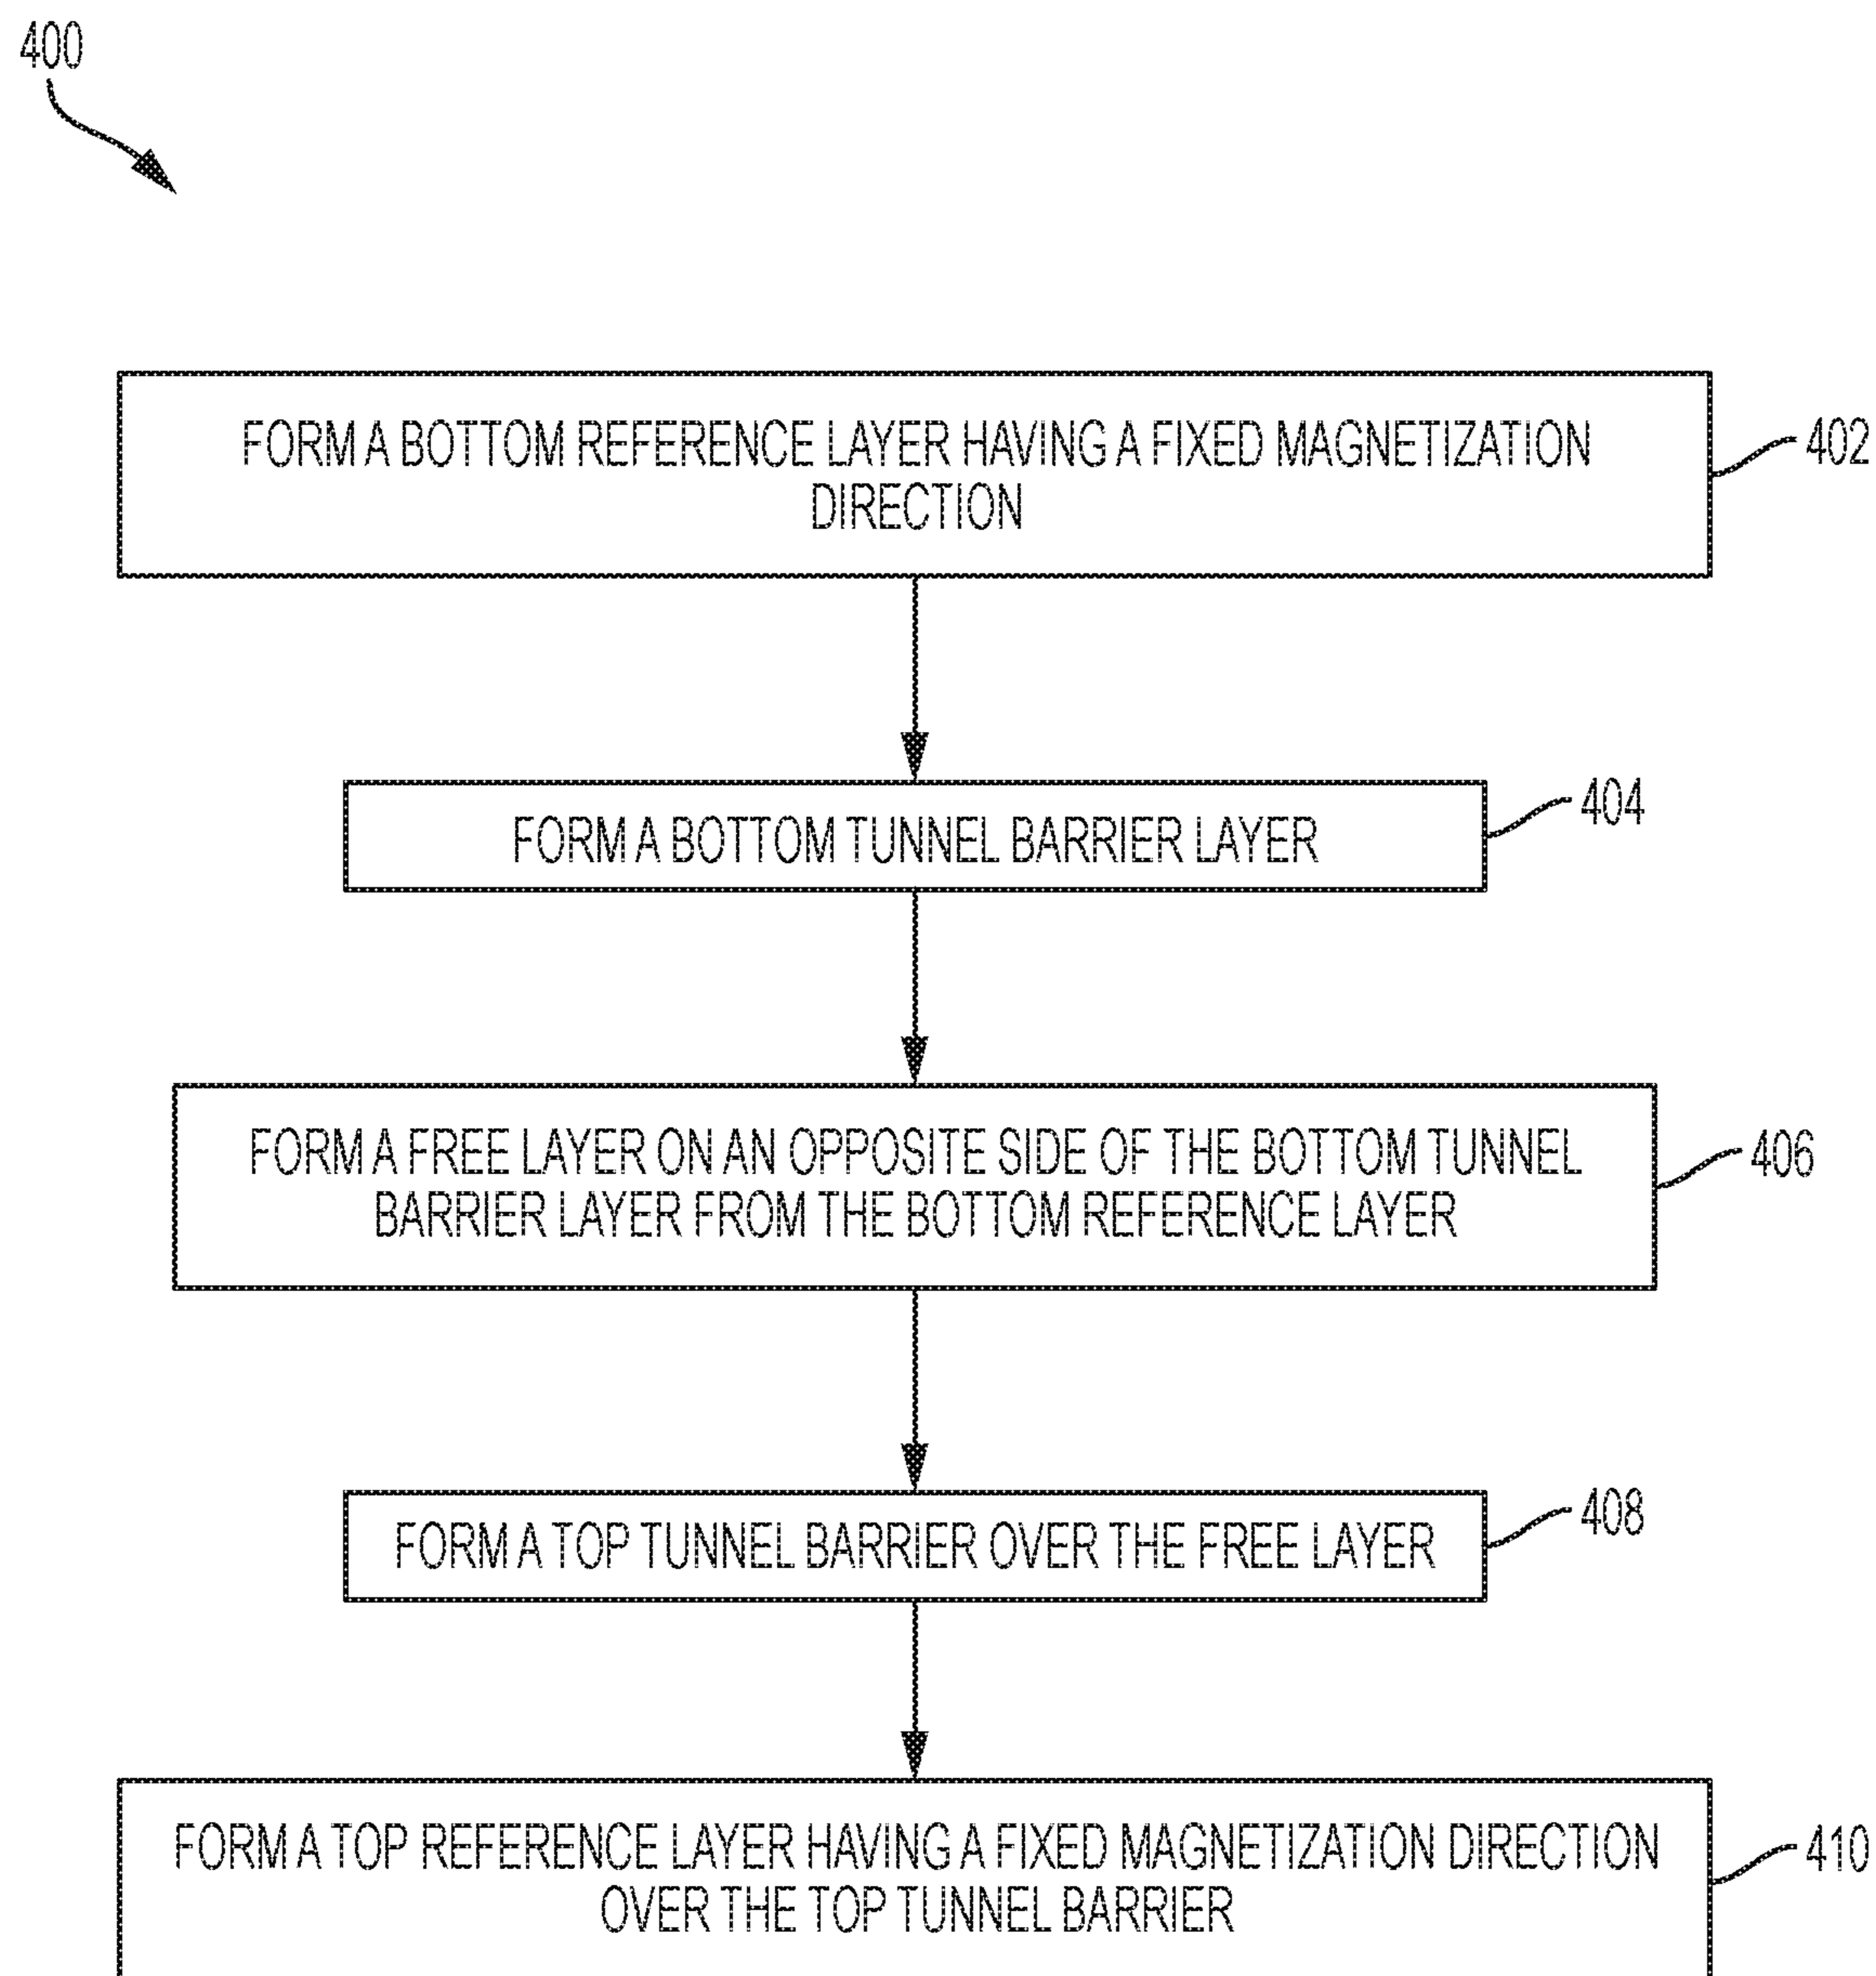 400
FORM A BOTTOM REFERENCE LAYER HAVING A FIXED MAGNETIZATION
DIRECTION
402
FORM A BOTTOM TUNNEL BARRIER LAYER
404
FORM A FREE LAYER ON AN OPPOSITE SIDE OF THE BOTTOM TUNNEL
BARRIER LAYER FROM THE BOTTOM REFERENCE LAYER
406
FORM A TOP TUNNEL BARRIER OVER THE FREE LAYER
408
FORM A TOP REFERENCE LAYER HAVING A FIXED MAGNETIZATION DIRECTION
OVER THE TOP TUNNEL BARRIER
410